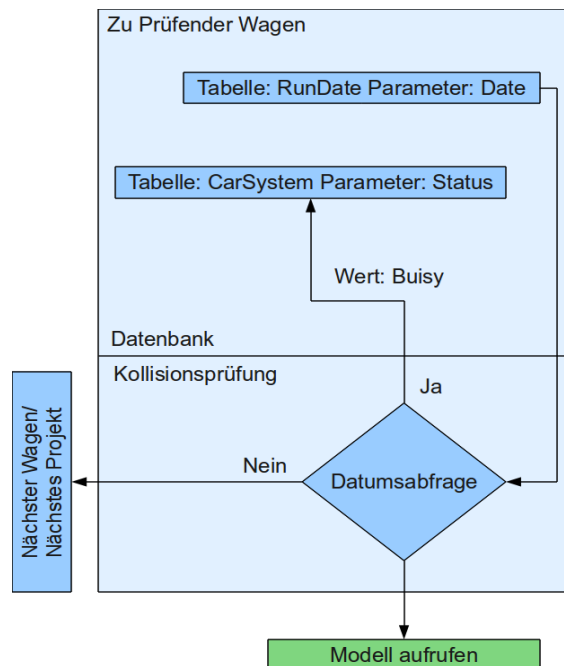 Zu Prüfender Wagen
Tabelle: RunDate Parameter: Date
Tabelle: CarSystem Parameter: Status
Wert: Buisy
Datenbank
Kollisionsprüfung
Ja
Nein
Datumsabfrage
Nächster Wagen/
Nächstes Projekt
Modell aufrufen